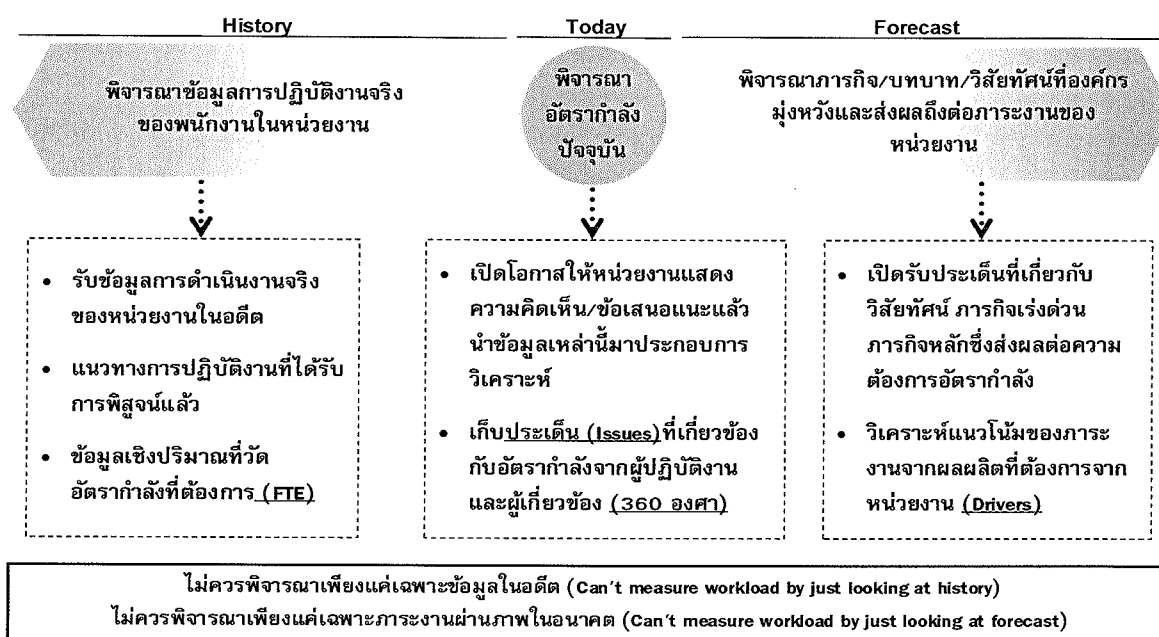 History
Today
Forecast
พิจารณาข้อมูลการปฏิบัติงานจริง
ของพนักงานในหน่วยงาน
พิจารณา
อัตรากำลัง
ปัจจุบัน
พิจารณาภารกิจ/บทบาท/วิสัยทัศน์ที่องค์กร
มุ่งหวังและส่งผลถึงต่อภาระงานของ
หน่วยงาน
• รับข้อมูลการดำเนินงานจริง
ของหน่วยงานในอดีต
• แนวทางการปฏิบัติงานที่ได้รับ
การพิสูจน์แล้ว
• ข้อมูลเชิงปริมาณที่วัด
อัตรากำลังที่ต้องการ (FTE)
• เปิดโอกาสให้หน่วยงานแสดง
ความคิดเห็น/ข้อเสนอแนะแล้ว
นำข้อมูลเหล่านี้มาประกอบการ
วิเคราะห์
• เก็บประเด็น (Issues)ที่เกี่ยวข้อง
กับอัตรากำลังจากผู้ปฏิบัติงาน
และผู้เกี่ยวข้อง (360 องศา)
• เปิดรับประเด็นที่เกี่ยวกับ
วิสัยทัศน์ ภารกิจเร่งด่วน
ภารกิจหลักซึ่งส่งผลต่อความ
ต้องการอัตรากำลัง
• วิเคราะห์แนวโน้มของภาระ
งานจากผลผลิตที่ต้องการจาก
หน่วยงาน (Drivers)
ไม่ควรพิจารณาเพียงแค่เฉพาะข้อมูลในอดีต (Can't measure workload by just looking at history)
ไม่ควรพิจารณาเพียงแค่เฉพาะภาระงานผ่านภาพในอนาคต (Can't measure workload by just looking at forecast)